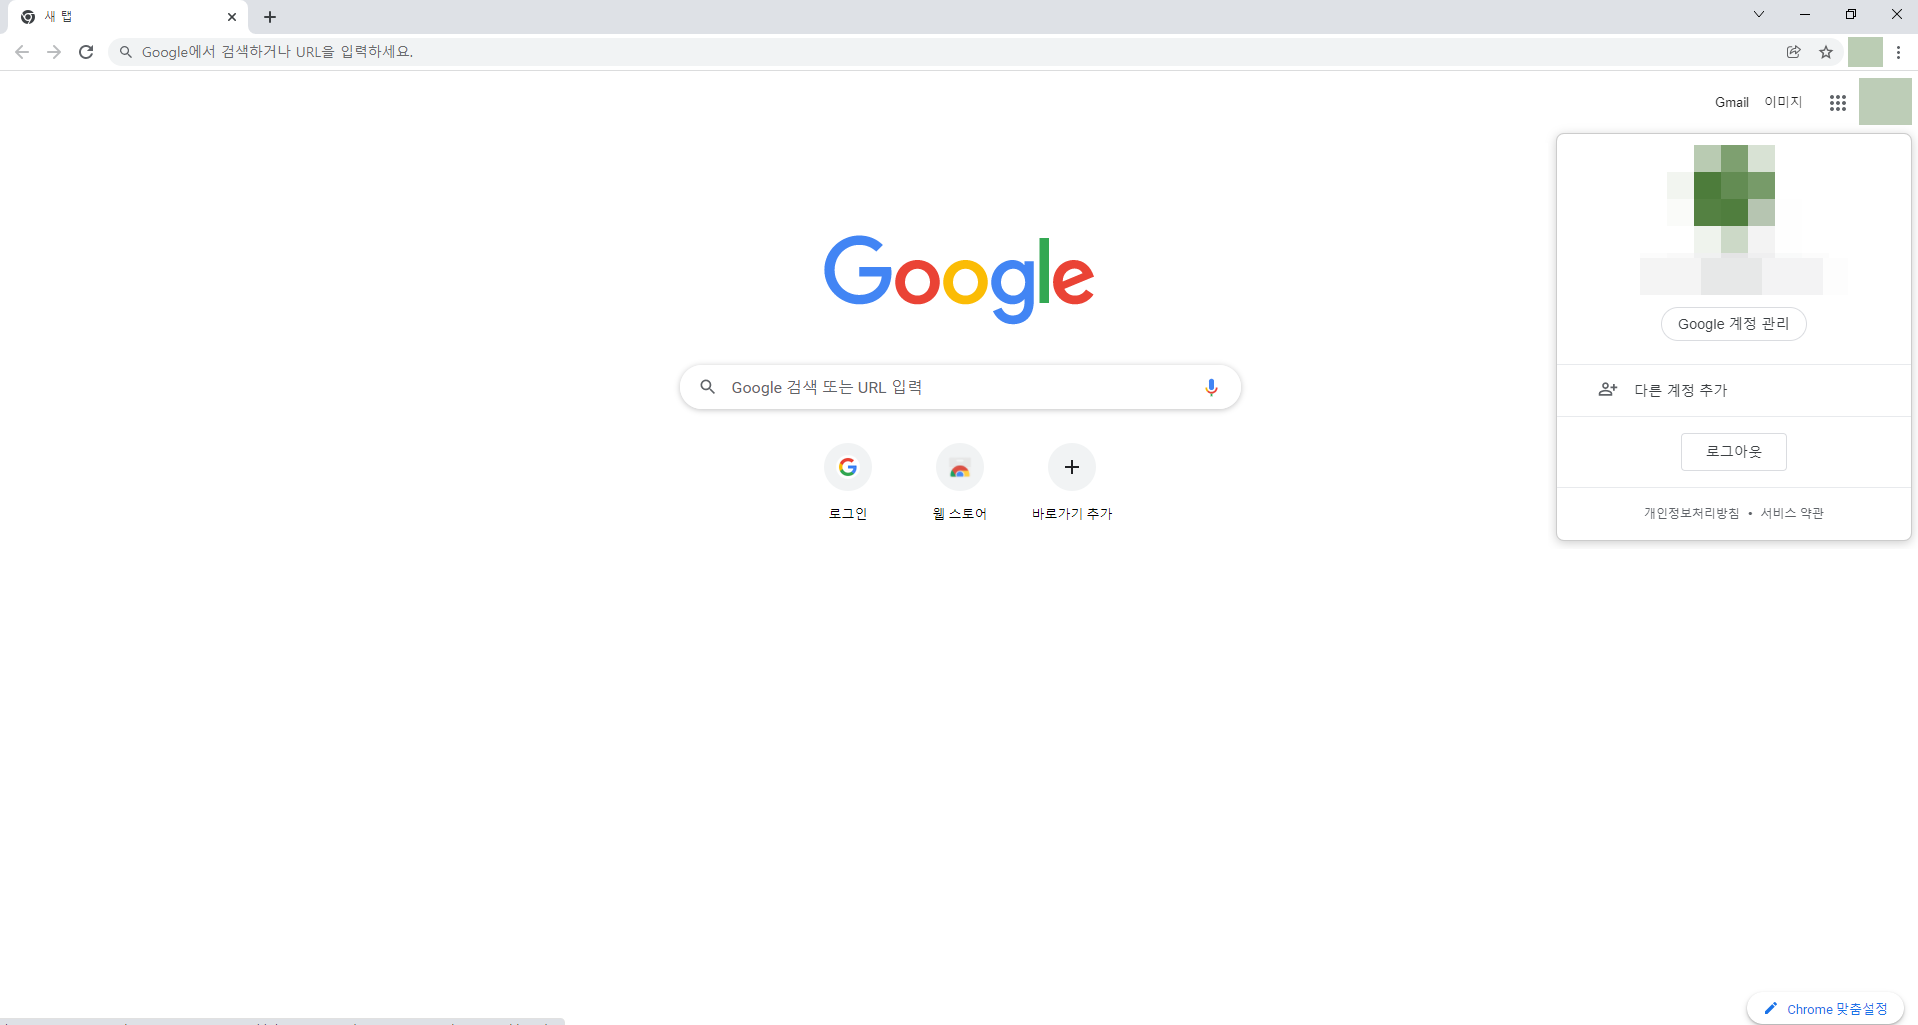 새 탭
Google에서 검색하거나 URL을 입력하세요.
Gmail 이미지
Google
Google 계정 관리
Google 검색 또는 URL 입력
다른 계정 추가
로그아웃
로그인 웹 스토어 바로가기 추가
개인정보처리방침 • 서비스 약관
Chrome 맞춤설정